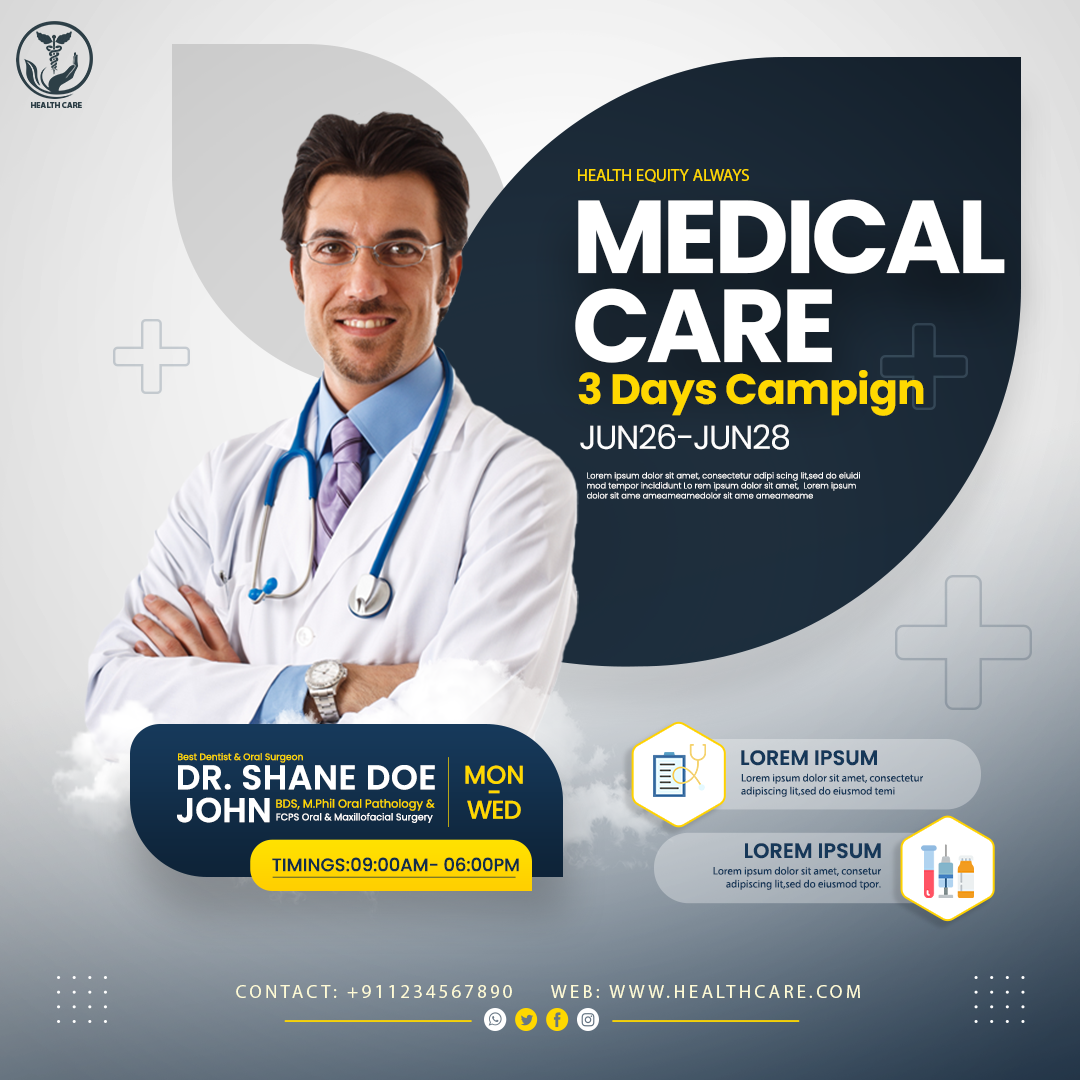 HEALTH CARE
HEALTH EQUITY ALWAYS
MEDICAL
CARE
3 Days Campign
JUN26-JUN28
Lorem ipsum dolor sit amet, consectetur adipi scing lit,sed do eiuidi
mod tempor incididunt Lo rem ipsum dolor sit amet, Lorem ipsum
dolor sit ame ameameamedolor sit ame ameameame
Best Dentist & Oral Surgeon
DR. SHANE DOE
JOHN BDS, M.Phil Oral Pathology &
FCPS Oral & Maxillofacial Surgery
MON
-
WED
TIMINGS:09:00AM- 06:00PM
LOREM IPSUM
Lorem ipsum dolor sit amet, consectetur
adipiscing lit,sed do eiusmod temi
LOREM IPSUM
Lorem ipsum dolor sit amet, consetur
adipiscing lit,sed do eiusmod tpor.
CONTACT: +911234567890 WEB: WWW.HEALTHCARE.COM